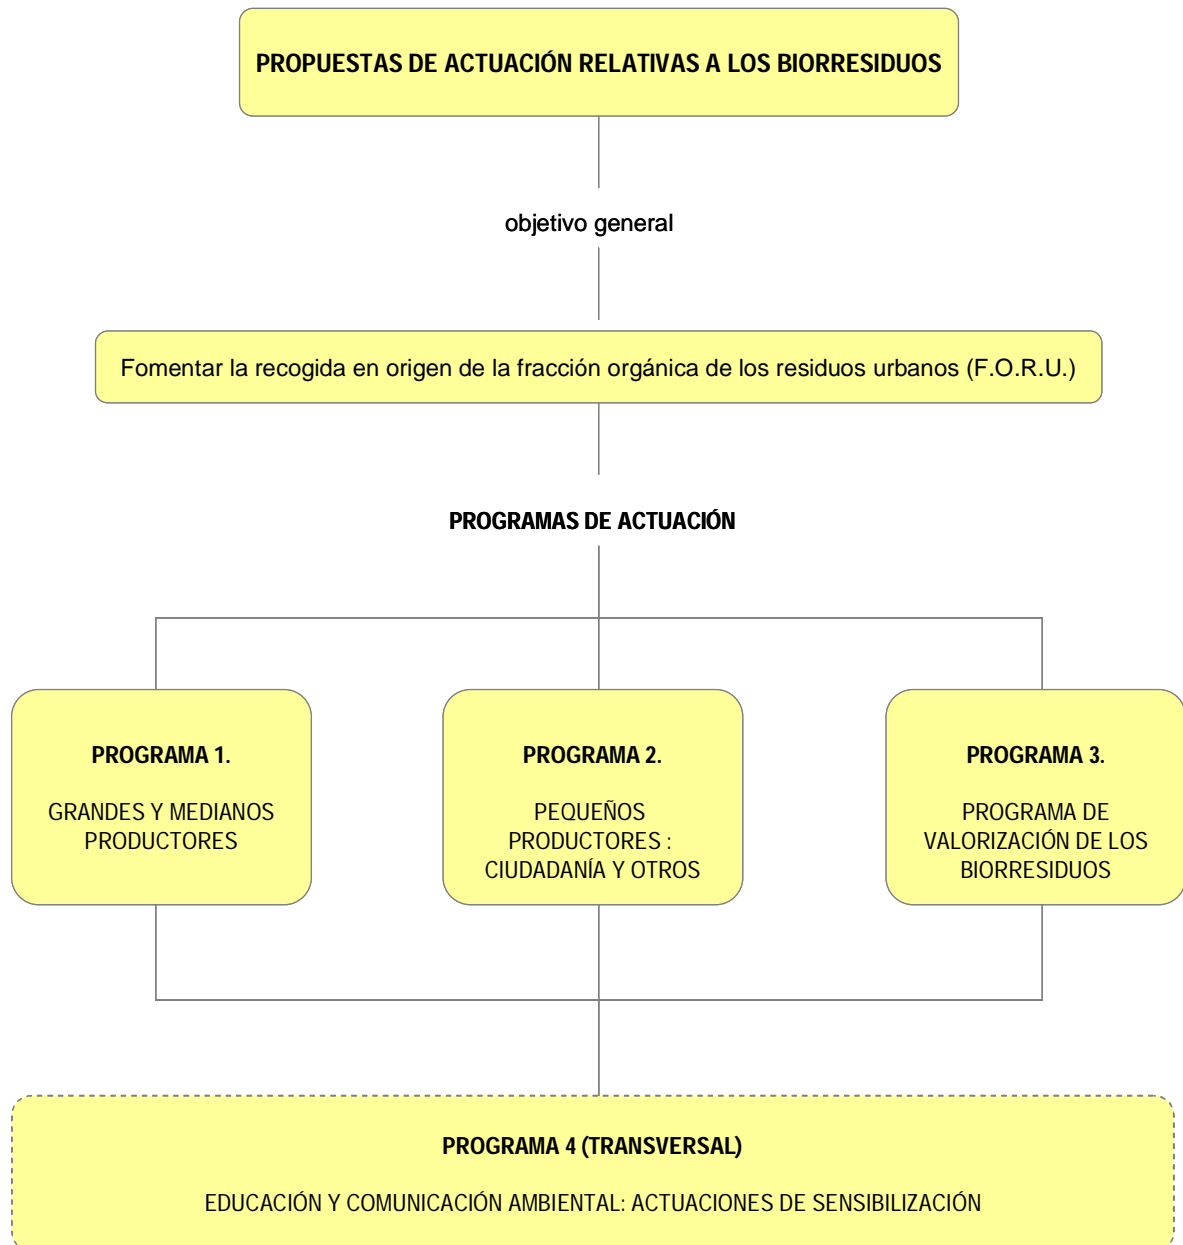 PROPUESTAS DE ACTUACIÓN RELATIVAS A LOS BIORRESIDUOS
objetivo general
Fomentar la recogida en origen de la fracción orgánica de los residuos urbanos (F.O.R.U.)
PROGRAMAS DE ACTUACIÓN
PROGRAMA 1.
GRANDES Y MEDIANOS
PRODUCTORES
PROGRAMA 2.
PEQUEÑOS
PRODUCTORES :
CIUDADANÍA Y OTROS
PROGRAMA 3.
PROGRAMA DE
VALORIZACIÓN DE LOS
BIORRESIDUOS
PROGRAMA 4 (TRANSVERSAL)
EDUCACIÓN Y COMUNICACIÓN AMBIENTAL: ACTUACIONES DE SENSIBILIZACIÓN